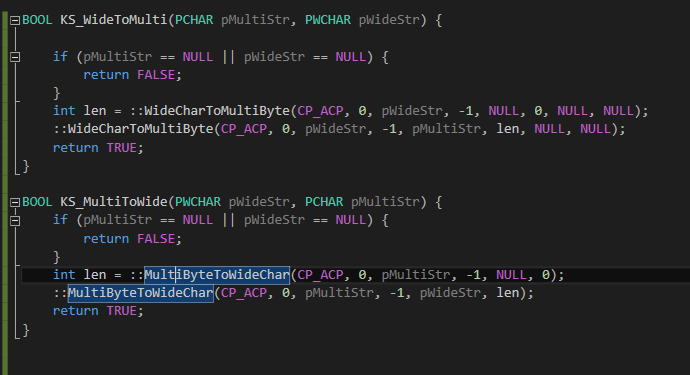 BOOL KS_WideToMulti(PCHAR pMultiStr, PWCHAR pWideStr) {
if (pMultiStr == NULL || pWideStr == NULL) {
return FALSE;
}
int len = ::WideCharToMultiByte(CP_ACP, 0, pWideStr, -1, NULL, 0, NULL, NULL);
::WideCharToMultiByte(CP_ACP, 0, pWideStr, -1, pMultiStr, len, NULL, NULL);
return TRUE;
}
BOOL KS_MultiToWide(PWCHAR pWideStr, PCHAR pMultiStr) {
if (pMultiStr == NULL || pWideStr == NULL) {
return FALSE;
}
int len = ::MultiByteToWideChar(CP_ACP, 0, pMultiStr, -1, NULL, 0);
::MultiByteToWideChar(CP_ACP, 0, pMultiStr, -1, pWideStr, len);
return TRUE;
}